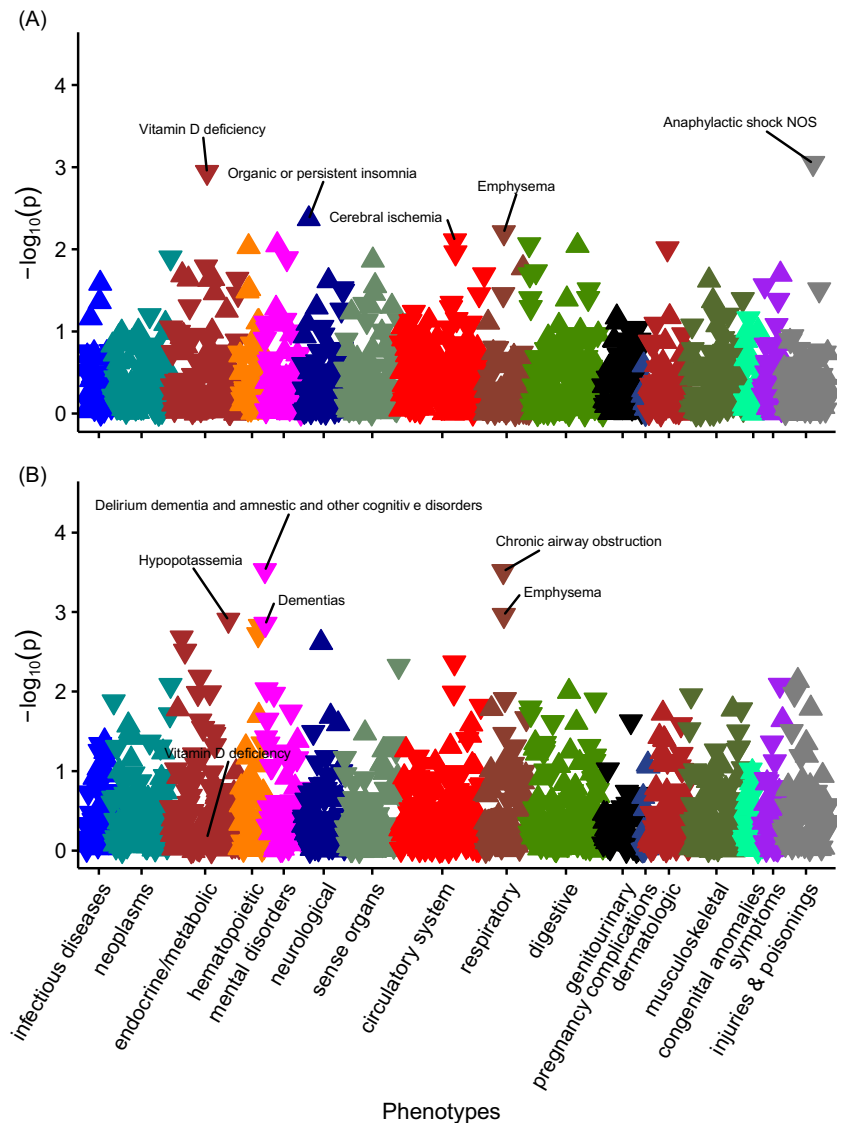 (A)
4
3
2
1
0
−log10(p)
Vitamin D deficiency
Organic or persistent insomnia
Cerebral ischemia
Emphysema
Anaphylactic shock NOS
(B)
4
3
2
1
0
−log10(p)
Delirium dementia and amnestic and other cognitiv e disorders
Hypopotassemia
Dementias
Chronic airway obstruction
Emphysema
Vitamin D deficiency
infectious diseases
neoplasms
endocrine/metabolic
hematopoietic
mental disorders
neurological
sense organs
circulatory system
respiratory
digestive
genitourinary
pregnancy complications
dermatologic
musculoskeletal
congenital anomalies
symptoms
injuries & poisonings
Phenotypes